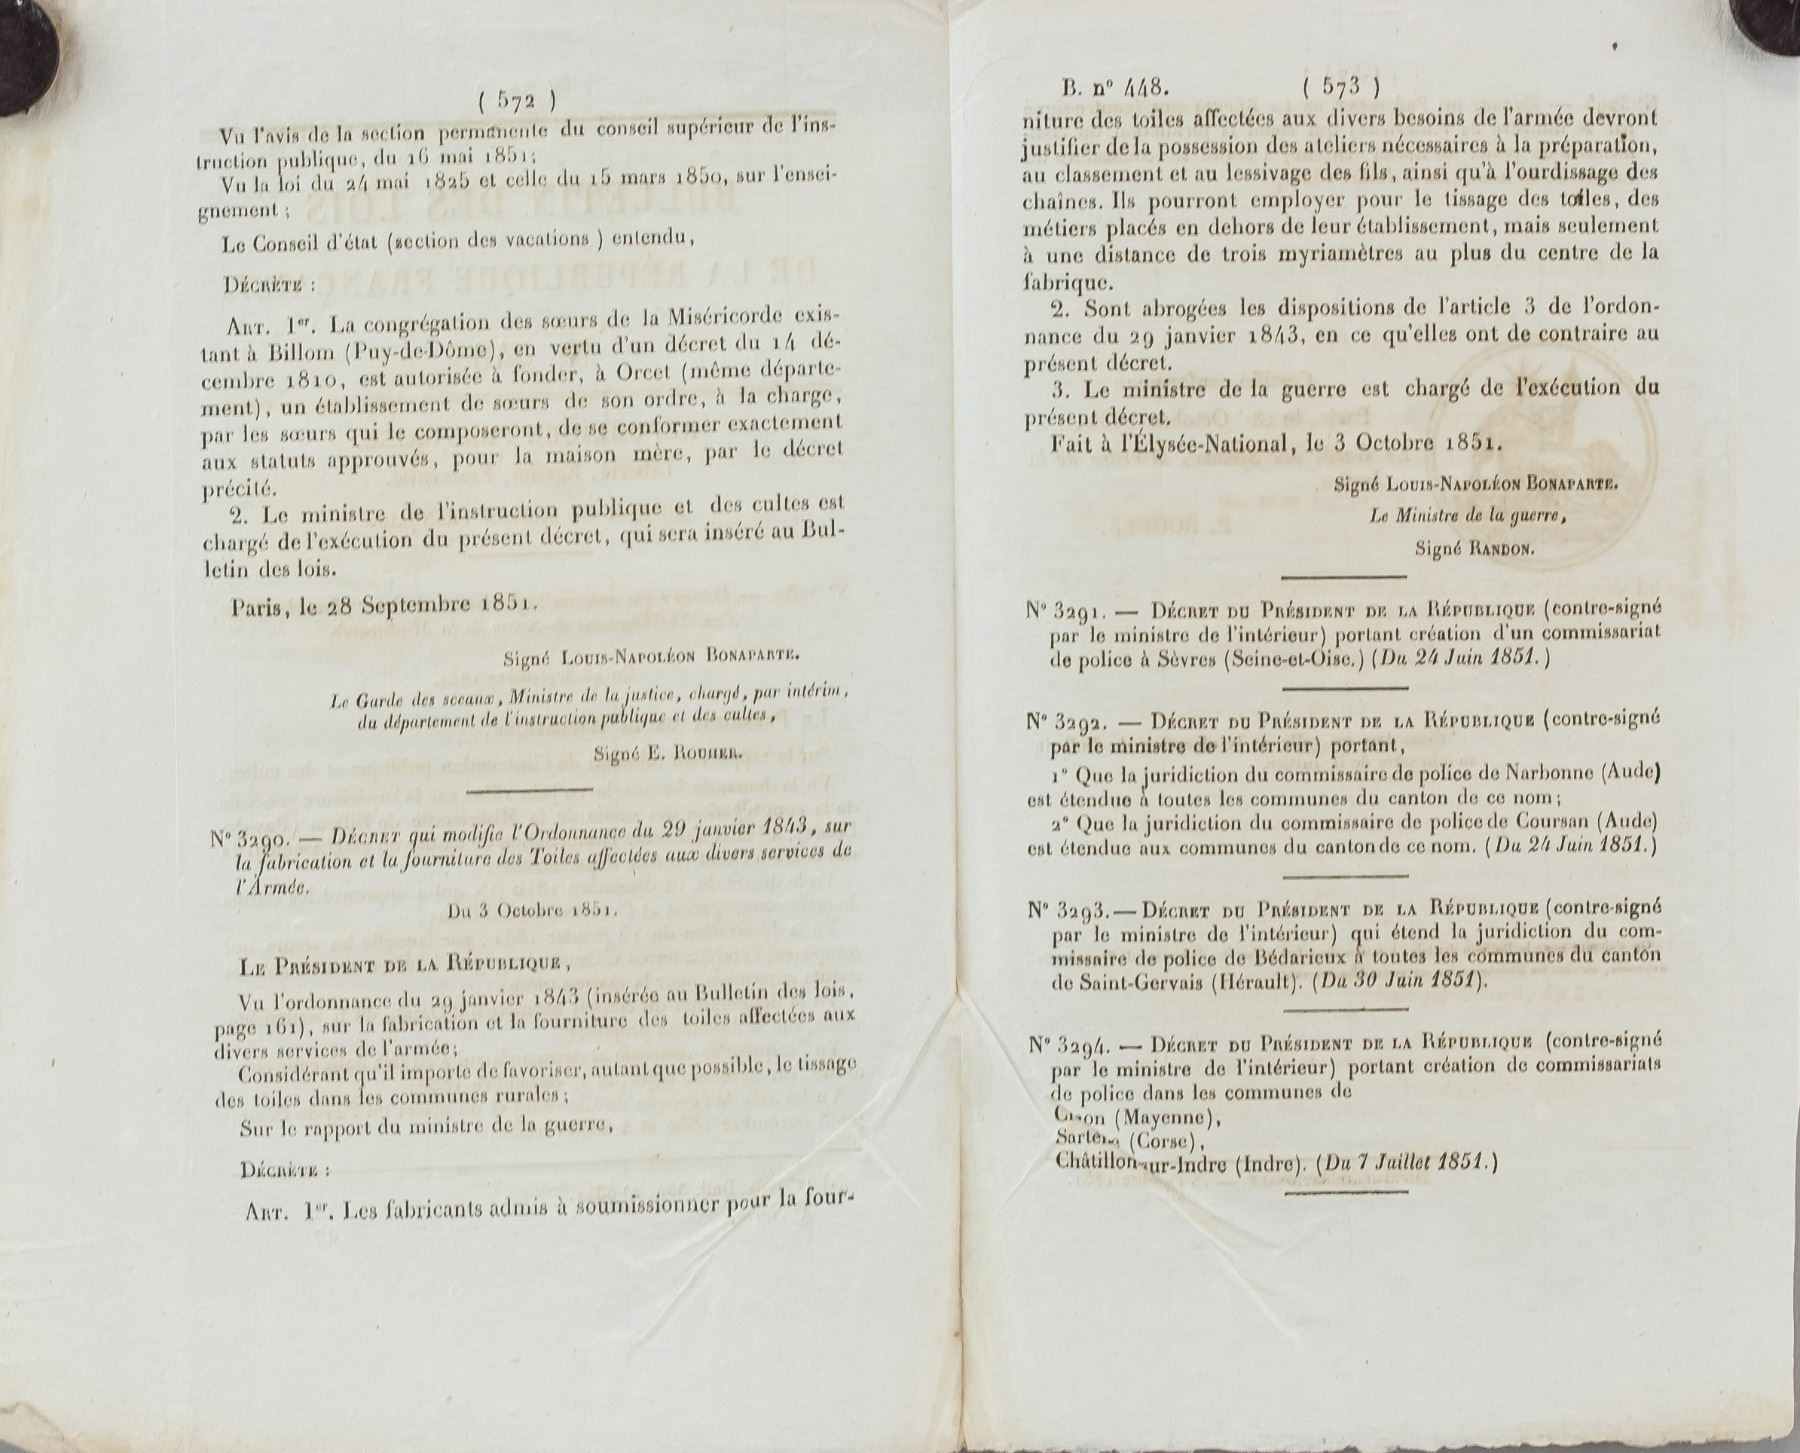 ( 572 )
Vu l'avis de la section permanente du conseil supérieur de l'ins-
truction publique, du 16 mai 1851;
Vu la loi du 24 mai 1825 et celle du 15 mars 1850, sur l'ensei-
gnement ;
Le Conseil d'état (section des vacations ) entendu,
DÉCRÈTE :
ART. 1er. La congrégation des sœurs de la Miséricorde exis-
tant à Billom (Puy-de-Dôme), en vertu d'un décret du 14 dé-
cembre 1810, est autorisée à fonder, à Orcet (même départe-
ment), un établissement de sœurs de son ordre, à la charge,
par les sœurs qui le composeront, de se conformer exactement
aux statuts approuvés, pour la maison mère, par le décret
précité.
2. Le ministre de l'instruction publique et des cultes est
chargé de l'exécution du présent décret, qui sera inséré au Bul-
letin des lois.
Paris, le 28 Septembre 1851.
Signé LOUIS-NAPOLÉON BONAPARTE.
Le Garde des sceaux, Ministre de la justice, chargé, par intérim,
du département de l'instruction publique et des cultes,
Signé E. ROUHER.
N° 3290. — DÉCRET qui modifie l'Ordonnance du 29 janvier 1843, sur
la fabrication et la fourniture des Toiles affectées aux divers services de
l'Armée.
Du 3 Octobre 1851.
LE PRÉSIDENT DE LA RÉPUBLIQUE,
Vu l'ordonnance du 29 janvier 1843 (insérée au Bulletin des lois,
page 161), sur la fabrication et la fourniture des toiles affectées aux
divers services de l'armée;
Considérant qu'il importe de favoriser, autant que possible, le tissage
des toiles dans les communes rurales;
Sur le rapport du ministre de la guerre,
DÉCRÈTE :
ART. 1er. Les fabricants admis à soumissionner pour la four-
B. n° 448. ( 573 )
niture des toiles affectées aux divers besoins de l'armée devront
justifier de la possession des ateliers nécessaires à la préparation,
au classement et au lessivage des fils, ainsi qu'à l'ourdissage des
chaînes. Ils pourront employer pour le tissage des toiles, des
métiers placés en dehors de leur établissement, mais seulement
à une distance de trois myriamètres au plus du centre de la
fabrique.
2. Sont abrogées les dispositions de l'article 3 de l'ordon-
nance du 29 janvier 1843, en ce qu'elles ont de contraire au
présent décret.
3. Le ministre de la guerre est chargé de l'exécution du
présent décret.
Fait à l'Élysée-National, le 3 Octobre 1851.
Signé LOUIS-NAPOLÉON BONAPARTE.
Le Ministre de la guerre,
Signé RANDON.
N° 3291. — DÉCRET DU PRÉSIDENT DE LA RÉPUBLIQUE (contre-signé
par le ministre de l'intérieur) portant création d'un commissariat
de police à Sèvres (Seine-et-Oise.) (Du 24 Juin 1851.)
N° 3292. — DÉCRET DU PRÉSIDENT DE LA RÉPUBLIQUE (contre-signé
par le ministre de l'intérieur) portant,
1° Que la juridiction du commissaire de police de Narbonne (Aude)
est étendue à toutes les communes du canton de ce nom;
2° Que la juridiction du commissaire de police de Coursan (Aude)
est étendue aux communes du canton de ce nom. (Du 24 Juin 1851.)
N° 3293. — DÉCRET DU PRÉSIDENT DE LA RÉPUBLIQUE (contre-signé
par le ministre de l'intérieur) qui étend la juridiction du com-
missaire de police de Bédarieux à toutes les communes du canton
de Saint-Gervais (Hérault). (Du 30 Juin 1851).
N° 3294. — DÉCRET DU PRÉSIDENT DE LA RÉPUBLIQUE (contre-signé
par le ministre de l'intérieur) portant création de commissariats
de police dans les communes de
(Mayenne),
Sartène (Corse),
Châtillon-sur-Indre (Indre). (Du 7 Juillet 1851.)